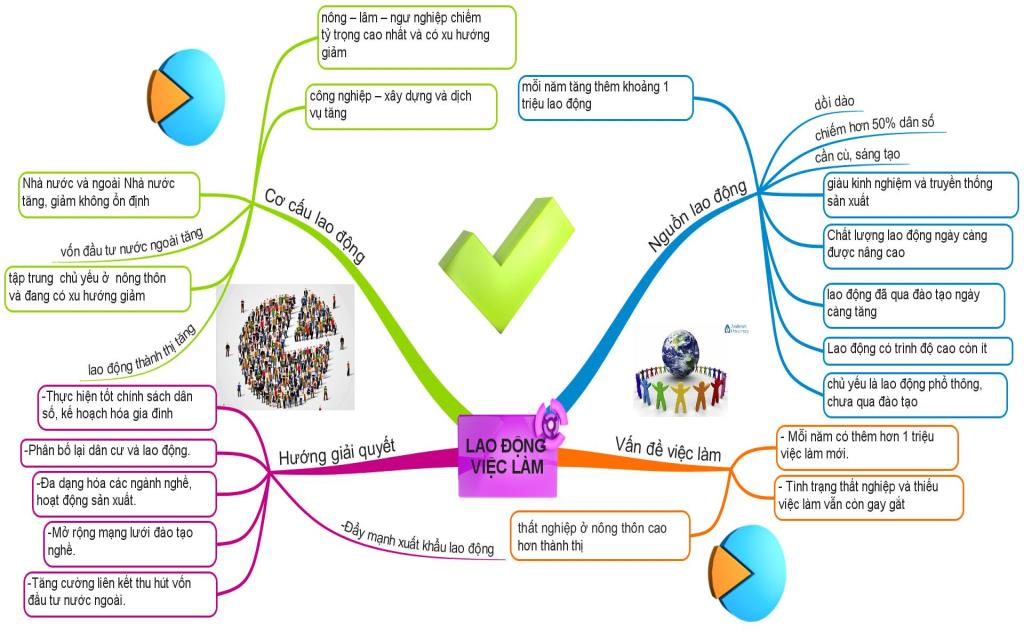 LAO ĐỘNG
VIỆC LÀM
Nguồn lao động
mỗi năm tăng thêm khoảng 1
triệu lao động
dồi dào
chiếm hơn 50% dân số
cần cù, sáng tạo
giàu kinh nghiệm và truyền thống
sản xuất
Chất lượng lao động ngày càng
được nâng cao
lao động đã qua đào tạo ngày
càng tăng
Lao động có trình độ cao còn ít
chủ yếu là lao động phổ thông,
chưa qua đào tạo
Vấn đề việc làm
- Mỗi năm có thêm hơn 1 triệu
việc làm mới.
- Tình trạng thất nghiệp và thiếu
việc làm vẫn còn gay gắt
thất nghiệp ở nông thôn cao
hơn thành thị
Cơ cấu lao động
nông – lâm – ngư nghiệp chiếm
tỷ trọng cao nhất và có xu hướng
giảm
công nghiệp – xây dựng và dịch
vụ tăng
Nhà nước và ngoài Nhà nước
tăng, giảm không ổn định
vốn đầu tư nước ngoài tăng
tập trung chủ yếu ở nông thôn
và đang có xu hướng giảm
lao động thành thị tăng
Hướng giải quyết
-Thực hiện tốt chính sách dân
số, kế hoạch hóa gia đình
-Phân bố lại dân cư và lao động.
-Đa dạng hóa các ngành nghề,
hoạt động sản xuất.
-Mở rộng mạng lưới đào tạo
nghề.
-Tăng cường liên kết thu hút vốn
đầu tư nước ngoài.
-Đẩy mạnh xuất khẩu lao động